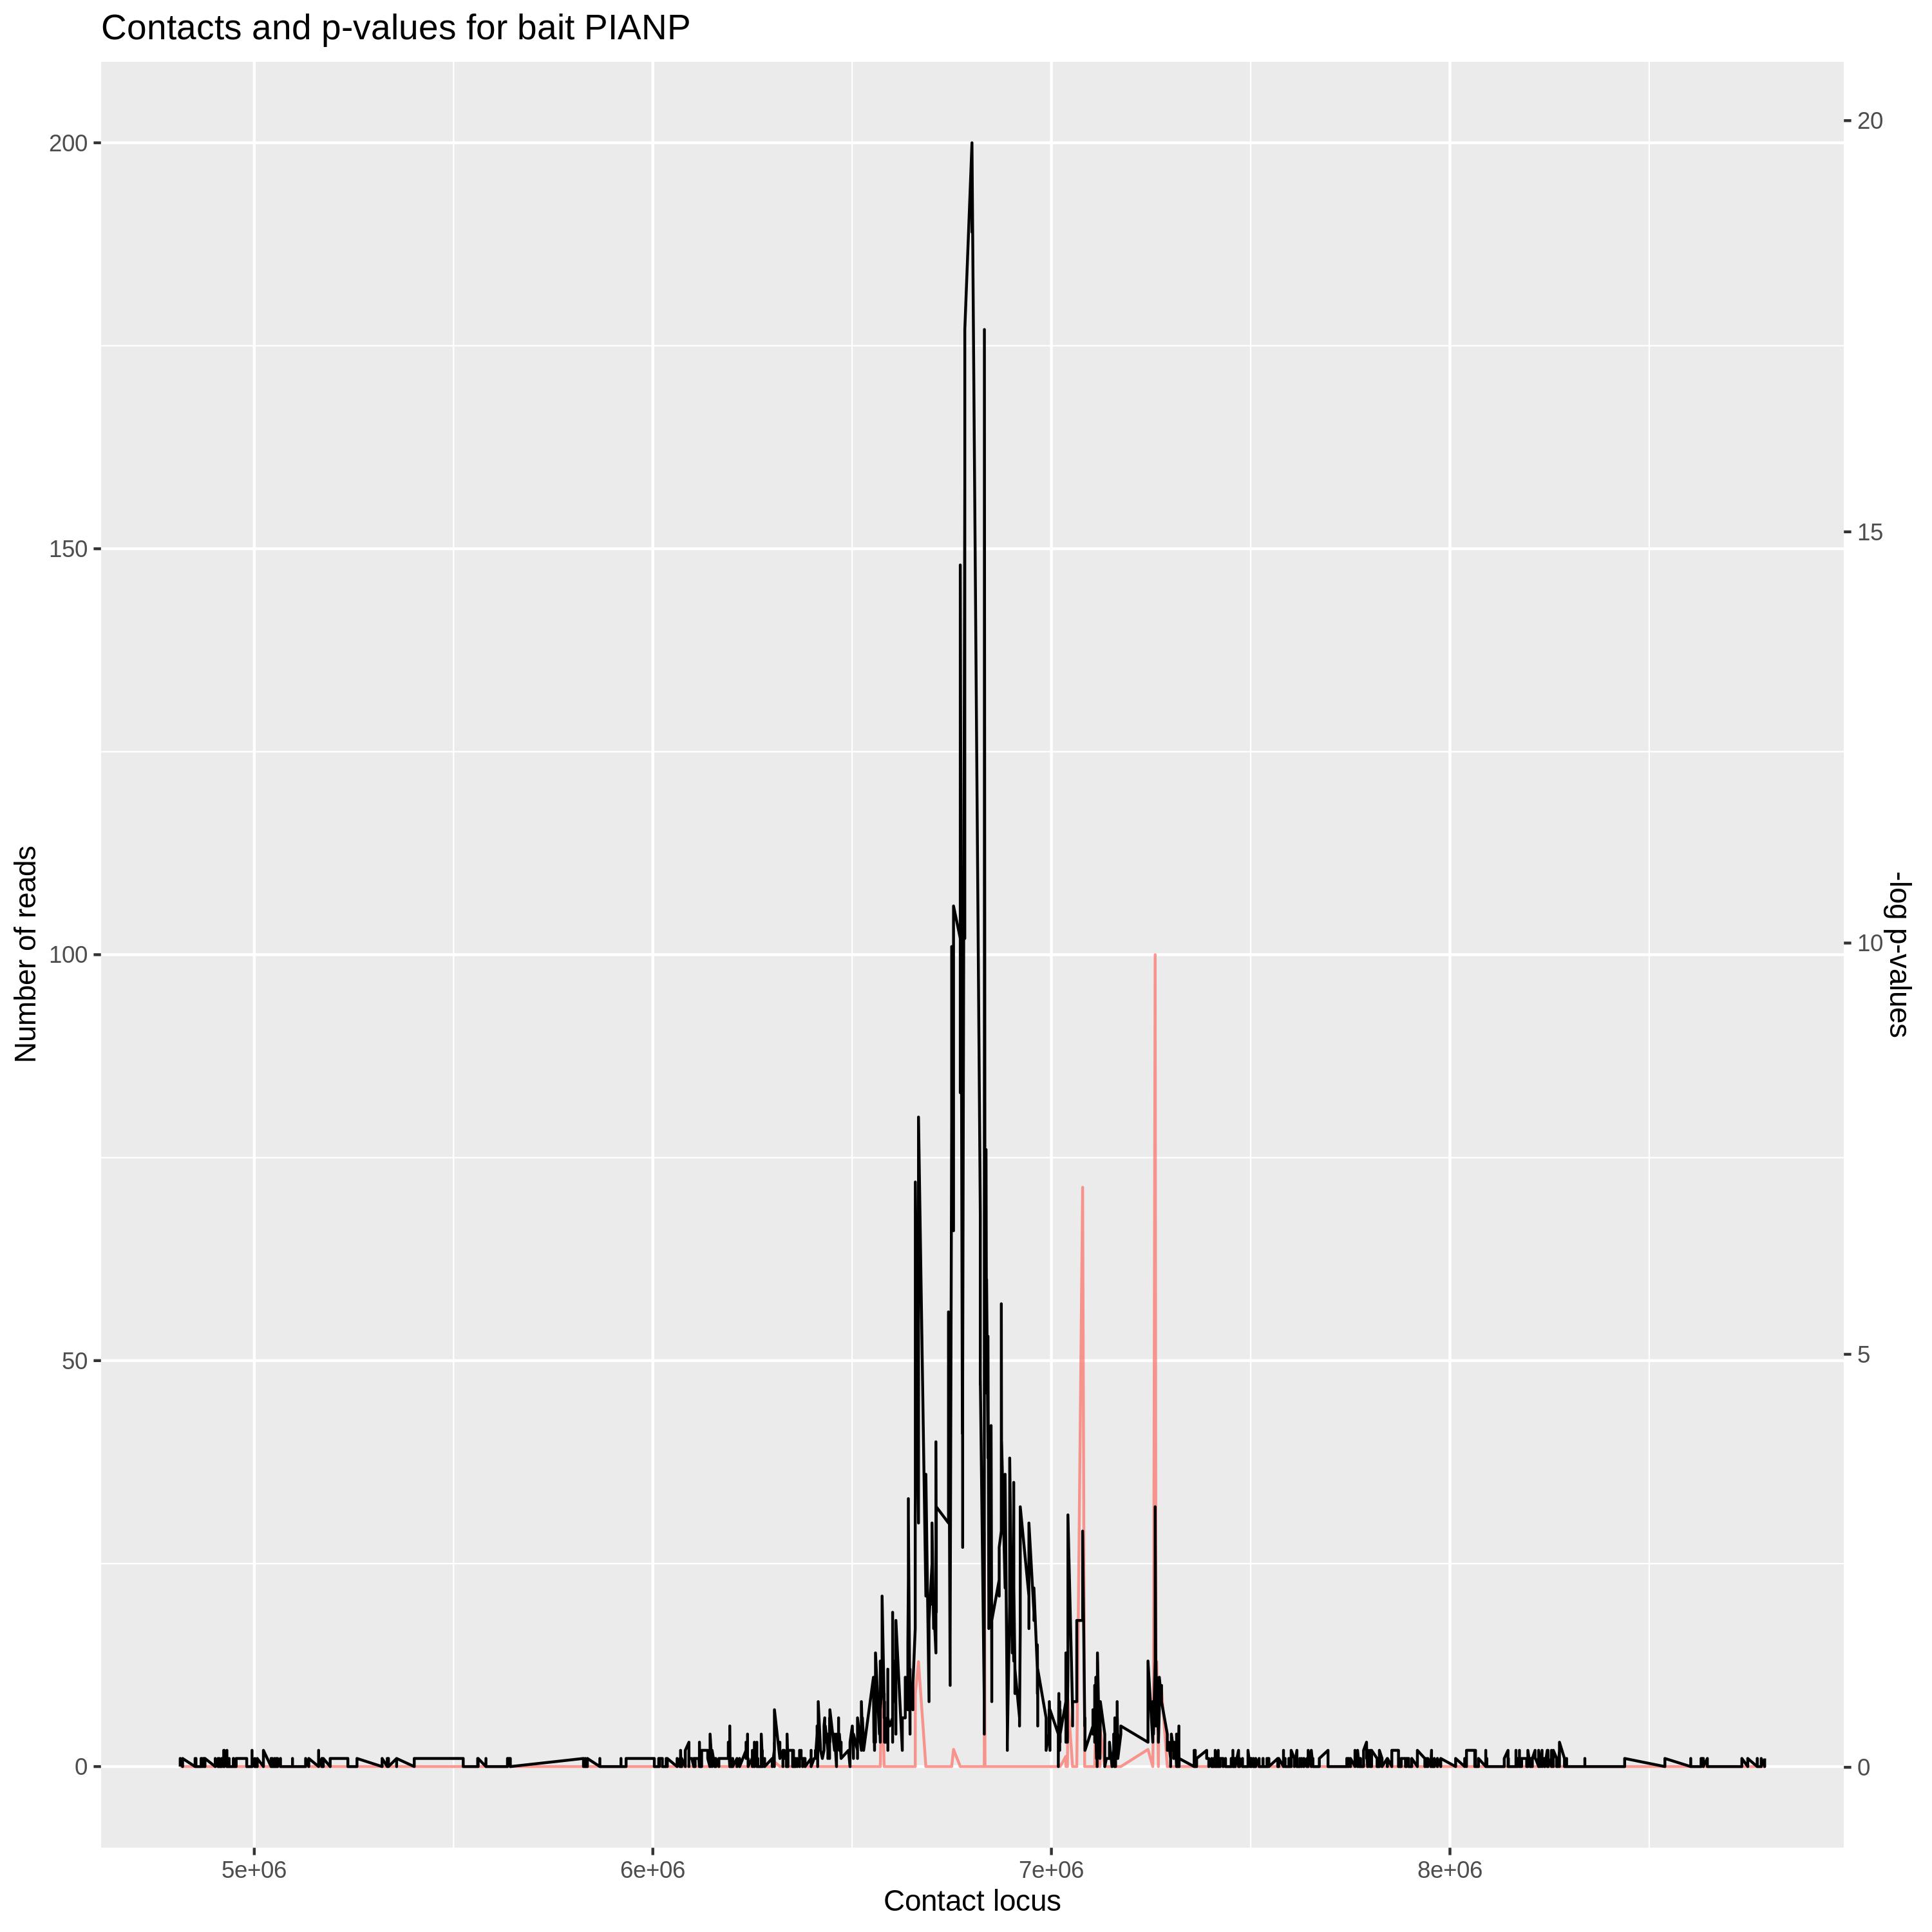 Contacts and p-values for bait PIANP
200
150
100
50
0
Number of reads
20
15
10
5
0
-log p-values
5e+06
6e+06
7e+06
8e+06
Contact locus